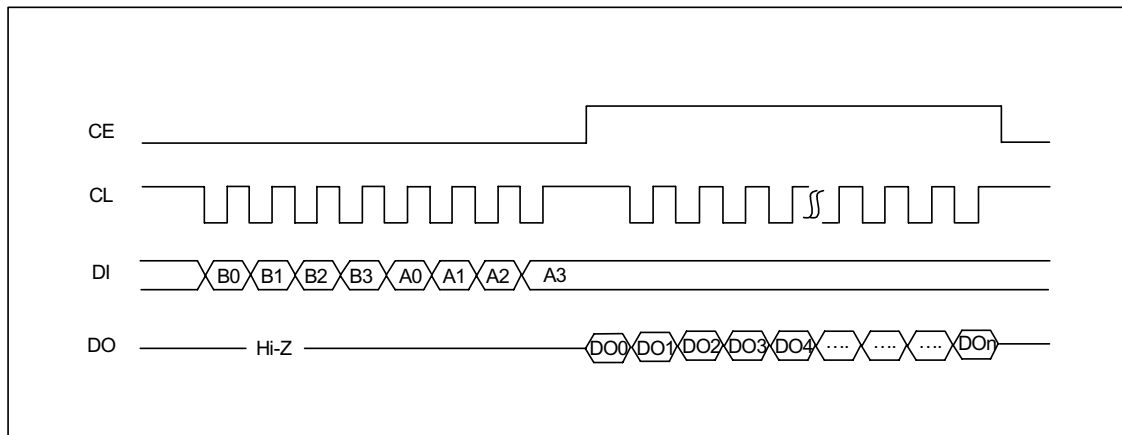 CE
CL
DI B0 B1 B2 B3 A0 A1 A2 A3
DO Hi-Z DO0 DO1 DO2 DO3 DO4 .... .... .... DOn